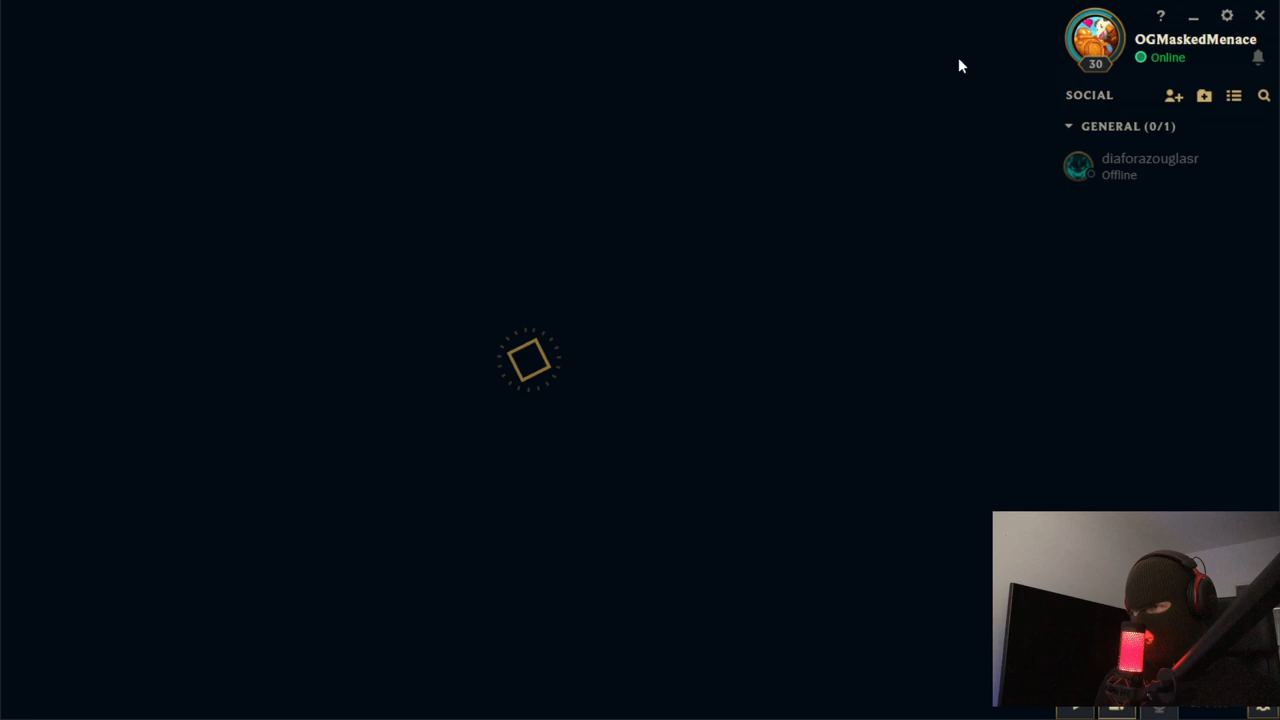 ?
OGMaskedMenace
Online
30
SOCIAL
GENERAL (0/1)
diaforazouglasr
Offline